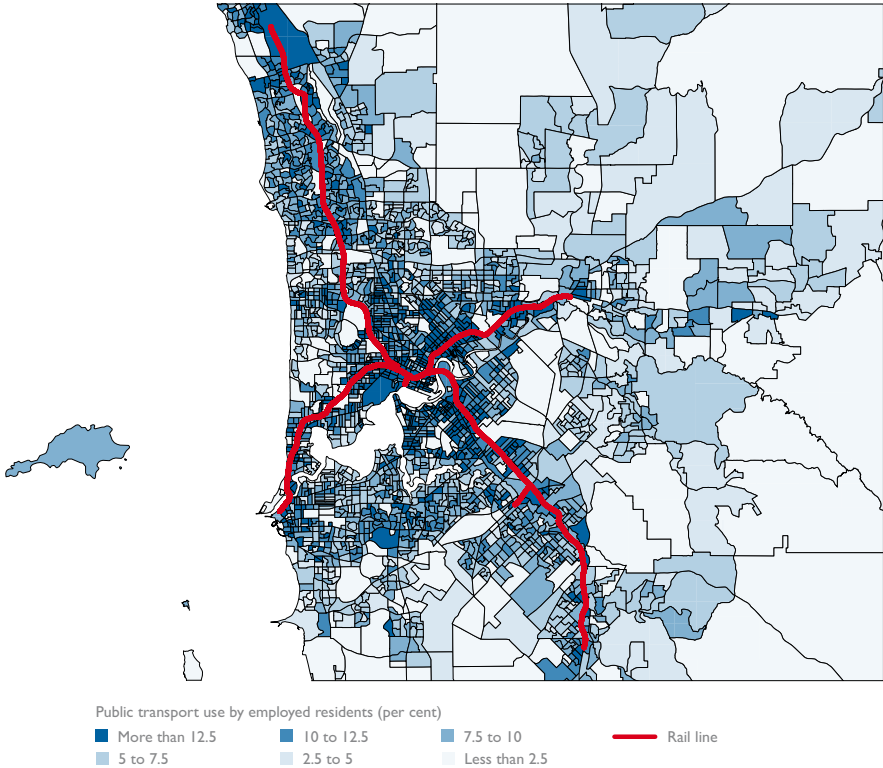 Public transport use by employed residents (per cent)
More than 12.5 10 to 12.5 7.5 to 10 Rail line
5 to 7.5 2.5 to 5 Less than 2.5